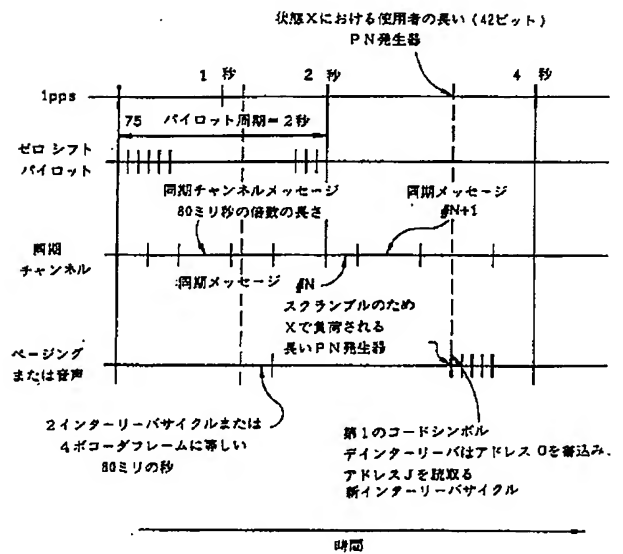 状態Xにおける使用者の長い（42ビット）
PN発生器
1 秒
2 秒
4 秒
1pps
75 パイロット周期＝2秒
ゼロ シフト
パイロット
同期チャンネルメッセージ
80ミリ秒の倍数の長さ
同期メッセージ
#N+1
同期
チャンネル
同期メッセージ
#N
スクランブルのため
Xで負荷される
長いPN発生器
ページング
または音声
2インターリーバサイクルまたは
4ボコーダフレームに等しい
80ミリの秒
第1のコードシンボル
デインターリーバはアドレス 0を書込み、
アドレスJを読取る
新インターリーバサイクル
時間